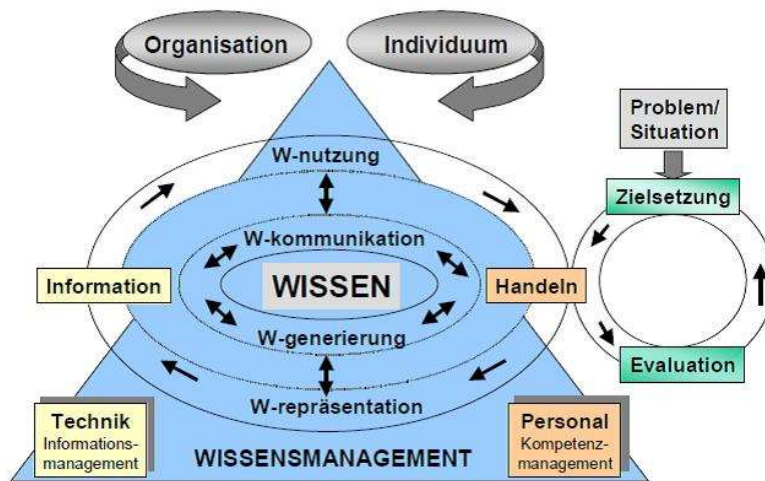 Organisation
Individuum
Problem/
Situation
W-nutzung
Zielsetzung
W-kommunikation
Information
WISSEN
Handeln
W-generierung
Evaluation
W-repräsentation
Technik
Informations-
management
Personal
Kompetenz-
management
WISSENSMANAGEMENT